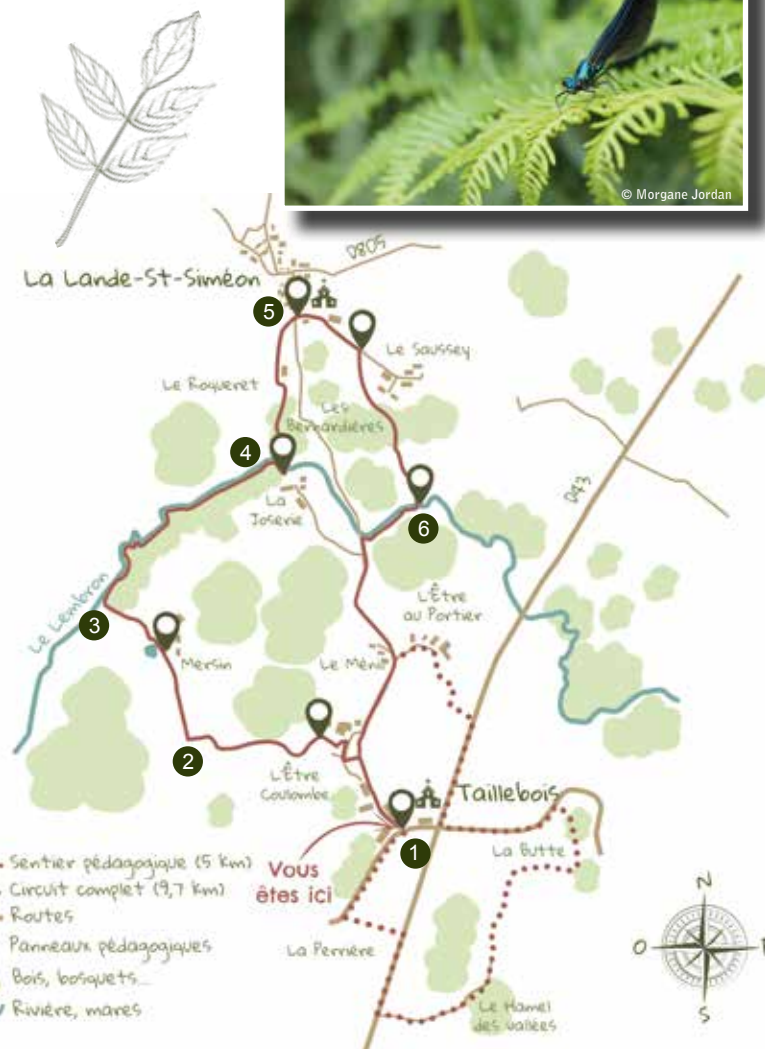 © Morgane Jordan
D805
La Lande-St-Siméon
5
Le Saussey
Le Roqueret
Les
Bernardières
4
La
Joserie
D43
6
Le Lembron
3
L'Être
au Portier
Mersin
Le Ménil
2
L'Être
Coulombe
Taillebois
1
La Butte
Vous
êtes ici
Sentier pédagogique (5 km)
Circuit complet (9,7 km)
Routes
Panneaux pédagogiques
Bois, bosquets...
Rivière, mares
La Perrière
Le Hamel
des vallées
N
O
S